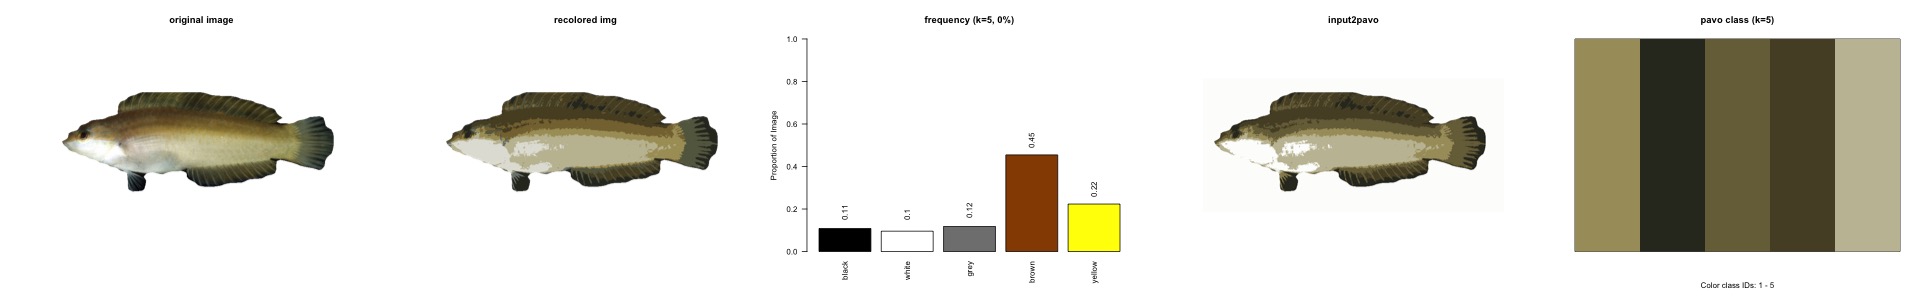 original image
recolored img
frequency (k=5, 0%)
input2pavo
pavo class (k=5)
Proportion of Image
1.0
0.8
0.6
0.4
0.2
0.0
0.11
0.1
0.12
0.45
0.22
black
white
grey
brown
yellow
Color class IDs: 1 - 5